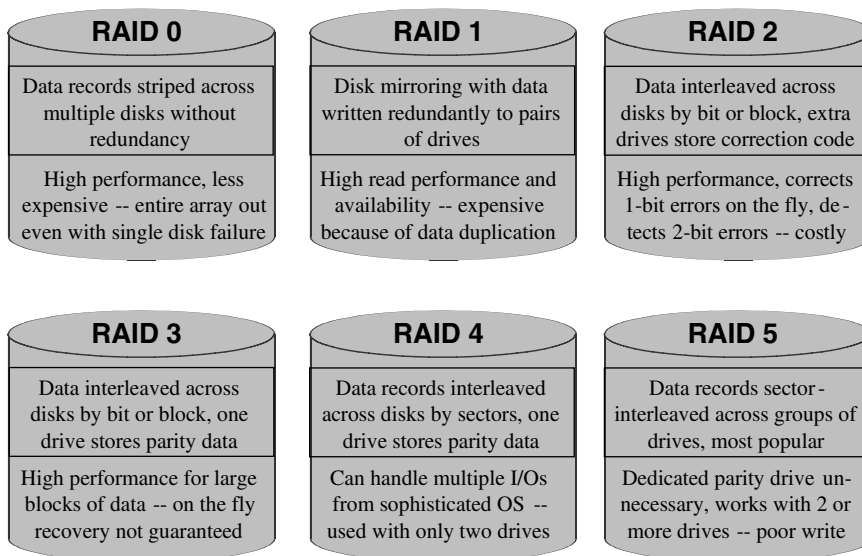 RAID 0
Data records striped across
multiple disks without
redundancy
High performance, less
expensive -- entire array out
even with single disk failure
RAID 1
Disk mirroring with data
written redundantly to pairs
of drives
High read performance and
availability -- expensive
because of data duplication
RAID 2
Data interleaved across
disks by bit or block, extra
drives store correction code
High performance, corrects
1-bit errors on the fly, de-
tects 2-bit errors -- costly
RAID 3
Data interleaved across
disks by bit or block, one
drive stores parity data
High performance for large
blocks of data -- on the fly
recovery not guaranteed
RAID 4
Data records interleaved
across disks by sectors, one
drive stores parity data
Can handle multiple I/Os
from sophisticated OS --
used with only two drives
RAID 5
Data records sector-
interleaved across groups of
drives, most popular
Dedicated parity drive un-
necessary, works with 2 or
more drives -- poor write